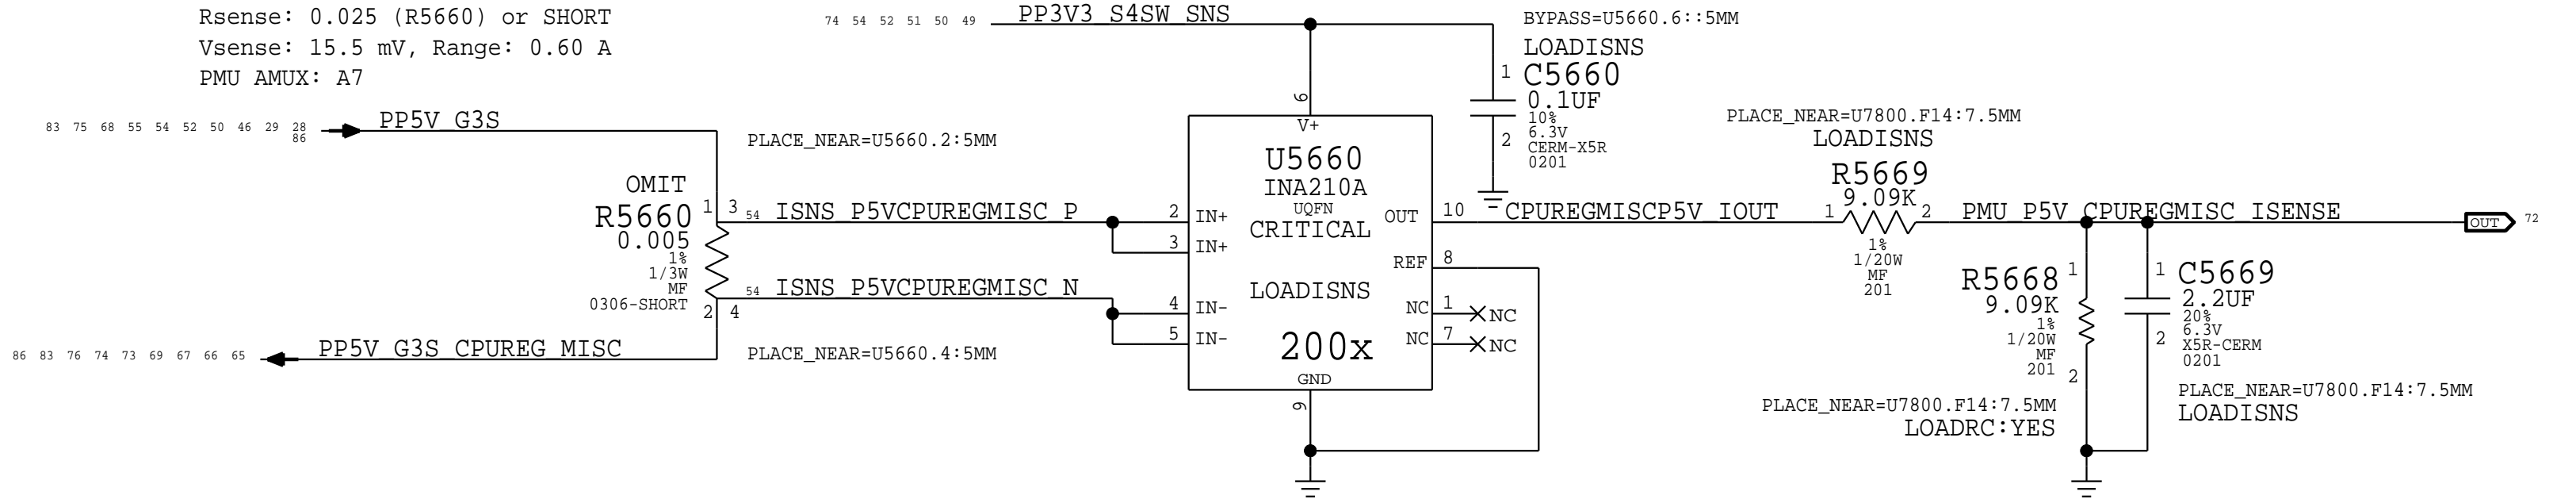 Rsense: 0.025 (R5660) or SHORT
Vsense: 15.5 mV, Range: 0.60 A
PMU AMUX: A7
74 54 52 51 50 49
PP3V3_S4SW_SNS
BYPASS=U5660.6::5MM
LOADISNS
1
C5660
0.1UF
10%
6.3V
CERM-X5R
0201
2
83 75 68 55 54 52 50 46 29 28
86
PP5V_G3S
PLACE_NEAR=U5660.2:5MM
OMIT
R5660
0.005
1%
1/3W
MF
0306-SHORT
1 3
2 4
54 ISNS_P5VCPUREGMISC_P
54 ISNS_P5VCPUREGMISC_N
86 83 76 74 73 69 67 66 65
PP5V_G3S_CPUREG_MISC
PLACE_NEAR=U5660.4:5MM
6
V+
U5660
INA210A
UQFN
CRITICAL
LOADISNS
200x
GND
9
2 IN+
3 IN+
4 IN-
5 IN-
OUT 10
REF 8
NC 1 NC
NC 7 NC
CPUREGMISCP5V_IOUT
PLACE_NEAR=U7800.F14:7.5MM
LOADISNS
R5669
9.09K
1 2
1%
1/20W
MF
201
PMU_P5V_CPUREGMISC_ISENSE
OUT 72
R5668
9.09K
1%
1/20W
MF
201
1
2
PLACE_NEAR=U7800.F14:7.5MM
LOADRC:YES
1
C5669
2.2UF
20%
6.3V
X5R-CERM
0201
2
PLACE_NEAR=U7800.F14:7.5MM
LOADISNS